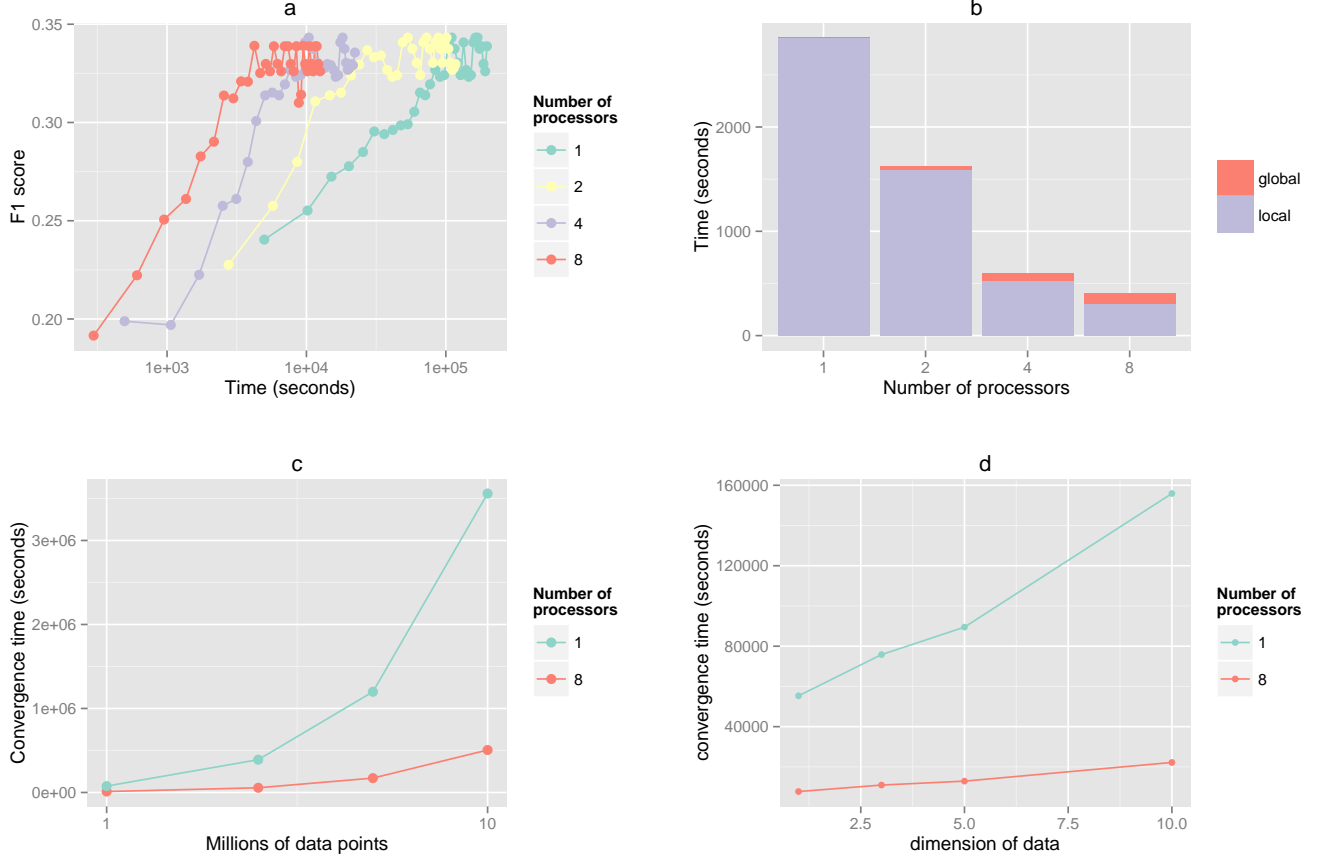 a
0.35
0.30
0.25
0.20
F1 score
1e+03
1e+04
1e+05
Time (seconds)
Number of
processors
1
2
4
8
b
2000
1000
0
Time (seconds)
1
2
4
8
Number of processors
global
local
c
3e+06
2e+06
1e+06
0e+00
Convergence time (seconds)
1
10
Millions of data points
Number of
processors
1
8
d
160000
120000
80000
40000
convergence time (seconds)
2.5
5.0
7.5
10.0
dimension of data
Number of
processors
1
8